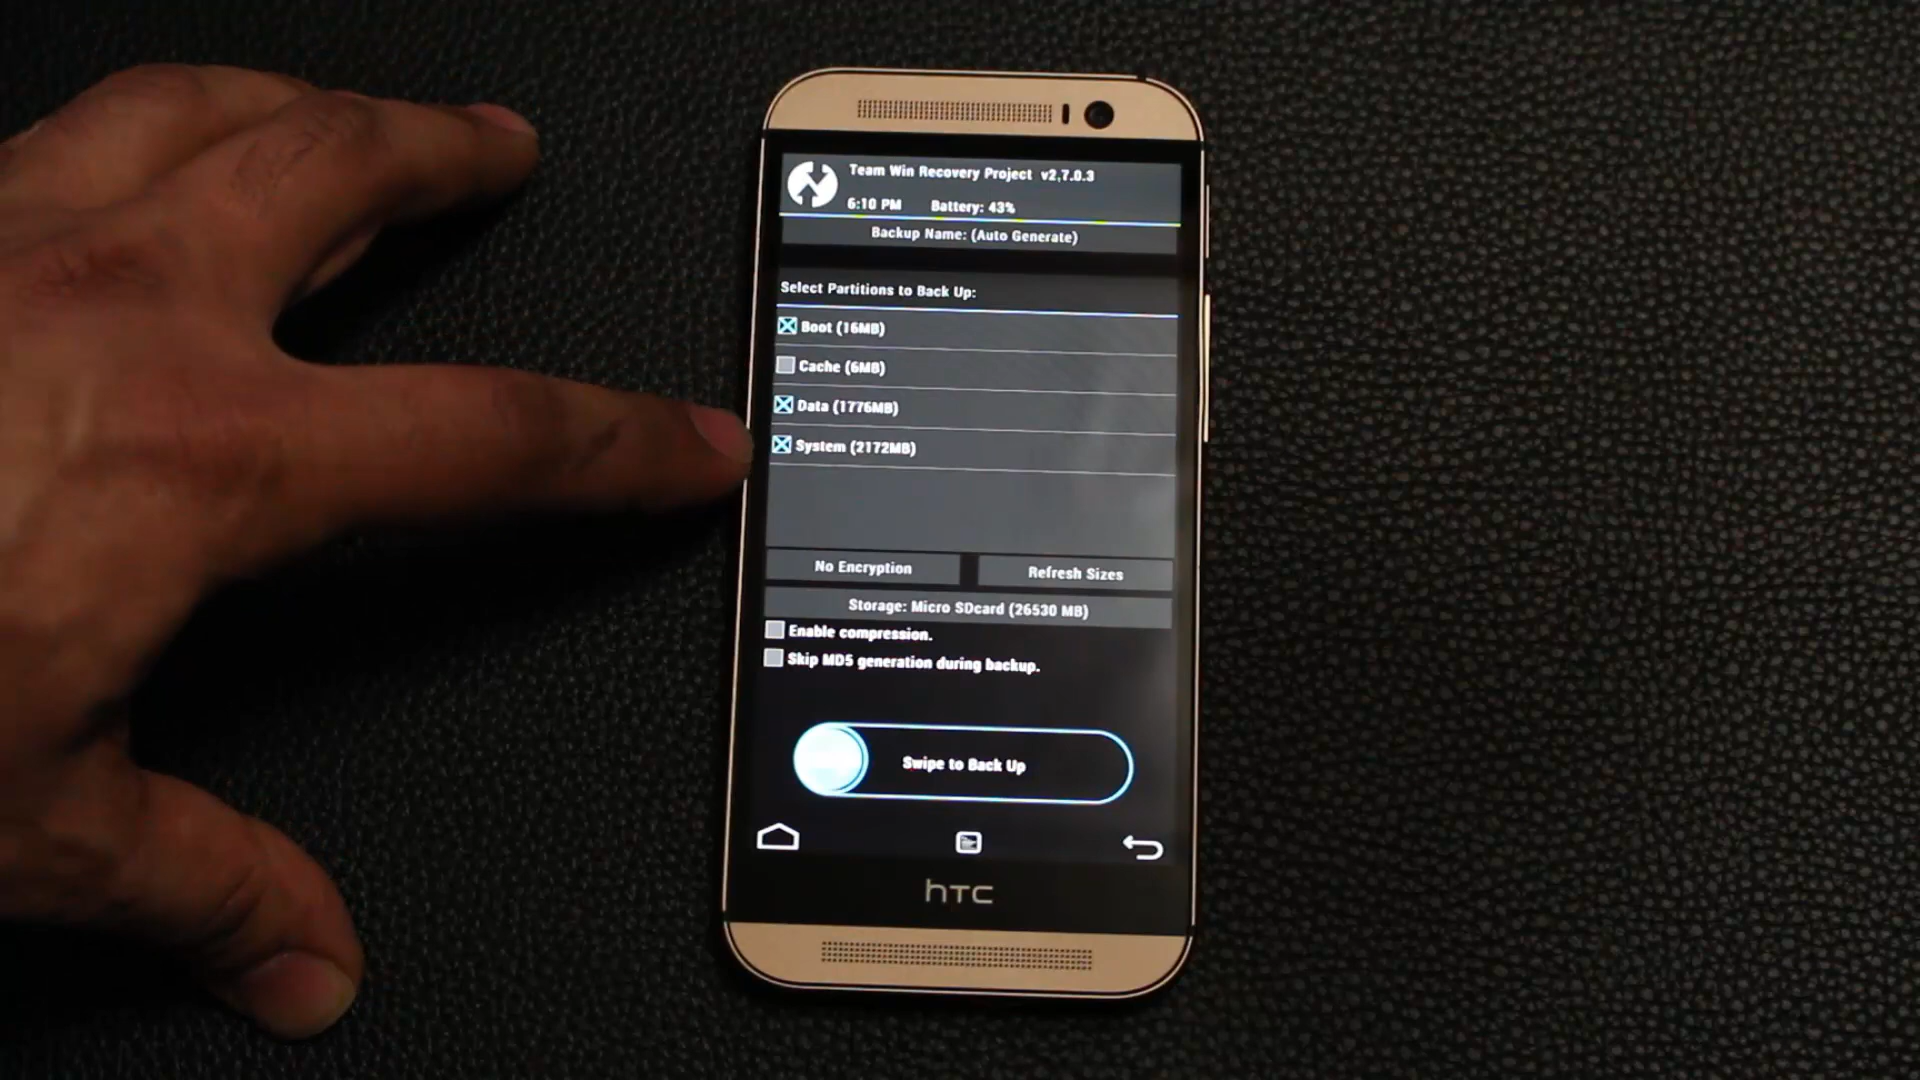 Team Win Recovery Project v2.7.0.3
6:10 PM Battery: 43%
Backup Name: (Auto Generate)
Select Partitions to Back Up:
Boot (16MB)
Cache (6MB)
Data (1776MB)
System (2172MB)
No Encryption Refresh Sizes
Storage: Micro SDcard (26530 MB)
Enable compression.
Skip MD5 generation during backup.
Swipe to Back Up
hTC